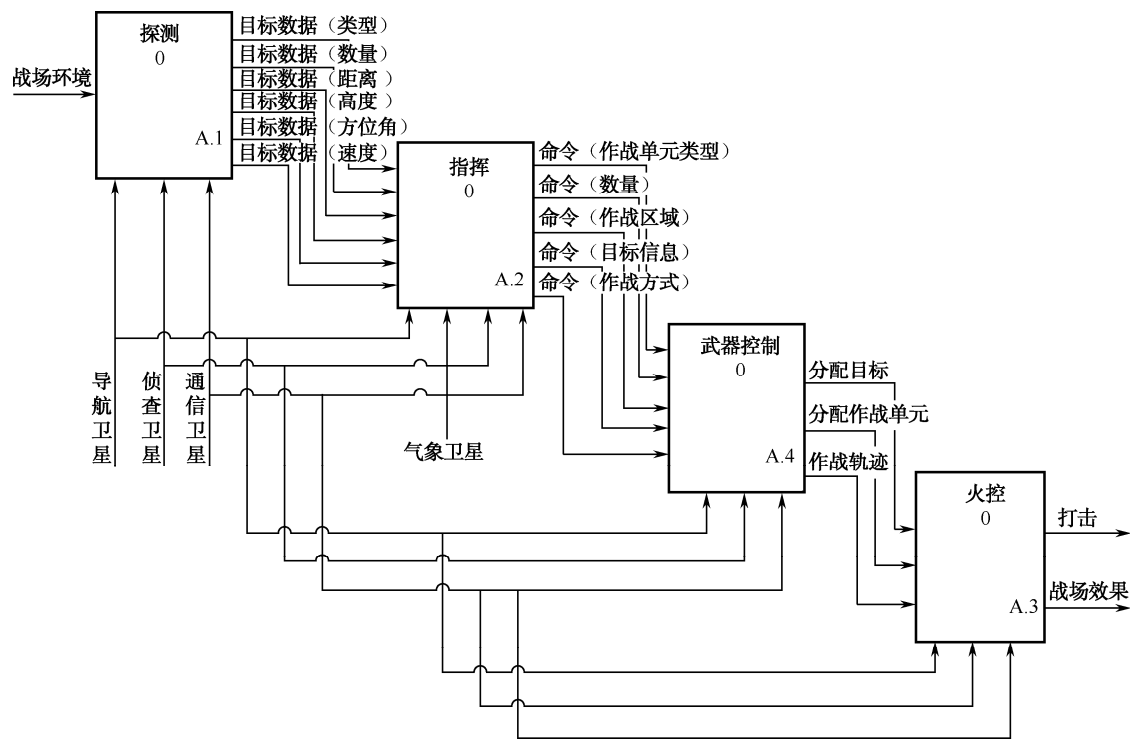 探测
0
A.1
战场环境
目标数据（类型）
目标数据（数量）
目标数据（距离）
目标数据（高度）
目标数据（方位角）
目标数据（速度）
指挥
0
A.2
命令（作战单元类型）
命令（数量）
命令（作战区域）
命令（目标信息）
命令（作战方式）
导航卫星
侦查卫星
通信卫星
气象卫星
武器控制
0
A.4
分配目标
分配作战单元
作战轨迹
火控
0
A.3
打击
战场效果